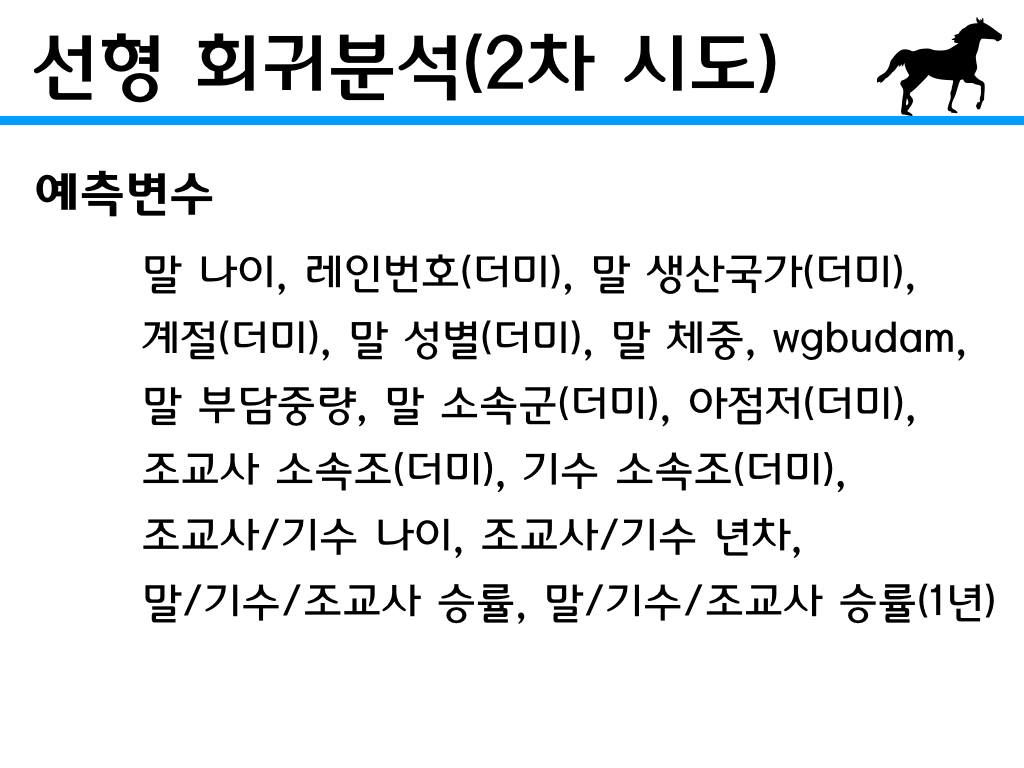 선형 회귀분석(2차 시도)
예측변수
말 나이, 레인번호(더미), 말 생산국가(더미),
계절(더미), 말 성별(더미), 말 체중, wgbudam,
말 부담중량, 말 소속군(더미), 아점저(더미),
조교사 소속조(더미), 기수 소속조(더미),
조교사/기수 나이, 조교사/기수 년차,
말/기수/조교사 승률, 말/기수/조교사 승률(1년)